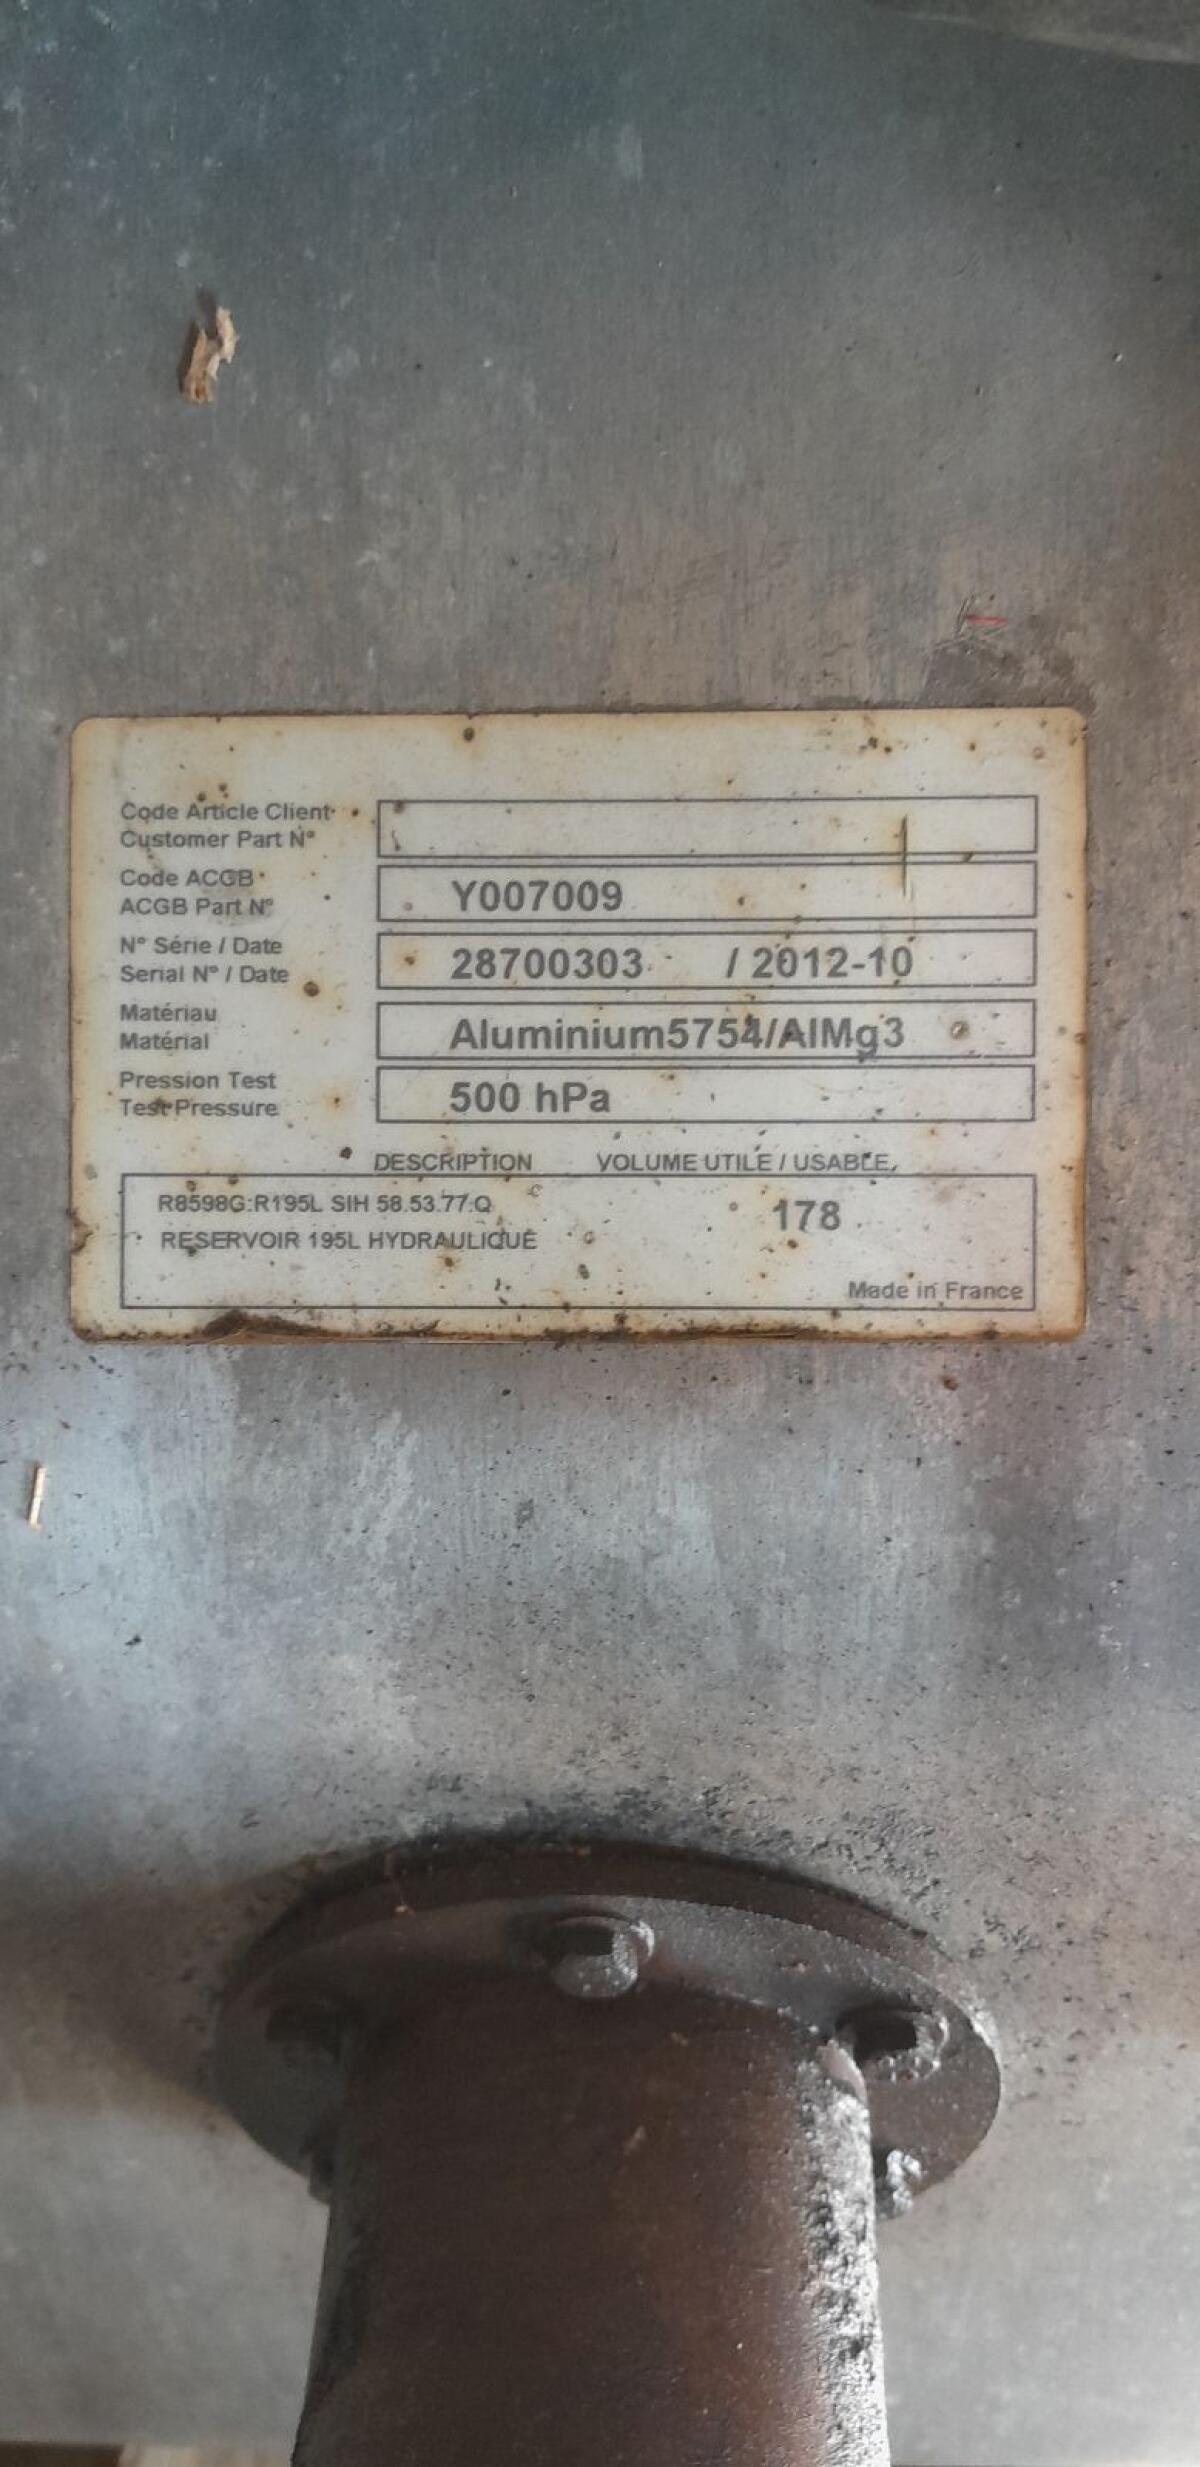 Code Article Client
Customer Part N°
Code ACGB
ACGB Part N° Y007009
N° Série / Date
Serial N° / Date 28700303 / 2012-10
Matériau
Matérial Aluminium5754/AlMg3
Pression Test
Test Pressure 500 hPa
DESCRIPTION VOLUME UTILE / USABLE
R8598G:R195L SIH 58.53.77.Q 178
RESERVOIR 195L HYDRAULIQUE
Made in France